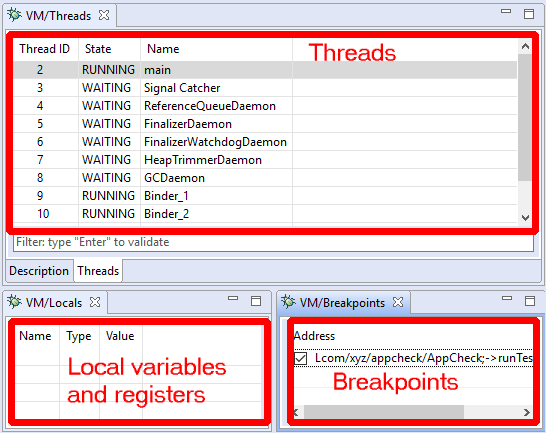 VM/Threads
Thread ID State Name
Threads
2 RUNNING main
3 WAITING Signal Catcher
4 WAITING ReferenceQueueDaemon
5 WAITING FinalizerDaemon
6 WAITING FinalizerWatchdogDaemon
7 WAITING HeapTrimmerDaemon
8 WAITING GCDaemon
9 RUNNING Binder_1
10 RUNNING Binder_2
Filter: type "Enter" to validate
Description Threads
VM/Locals
Name Type Value
Local variables
and registers
VM/Breakpoints
Address
Lcom/xyz/appcheck/AppCheck;->runTes
Breakpoints